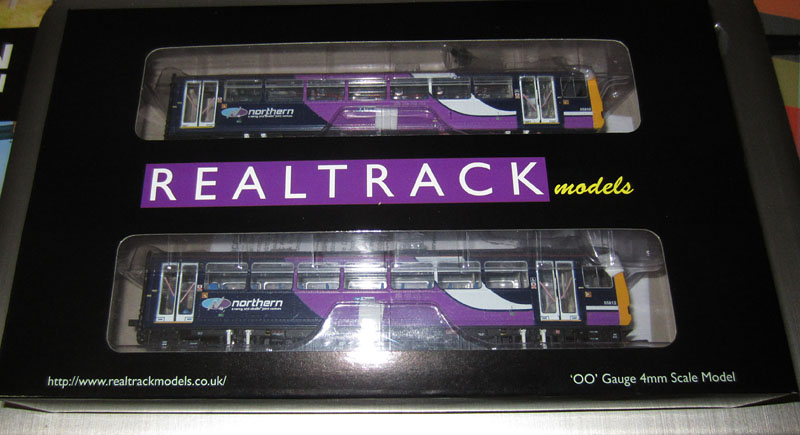 northern
REALTRACK models
northern
http://www.realtrackmodels.co.uk/
'OO' Gauge 4mm Scale Model